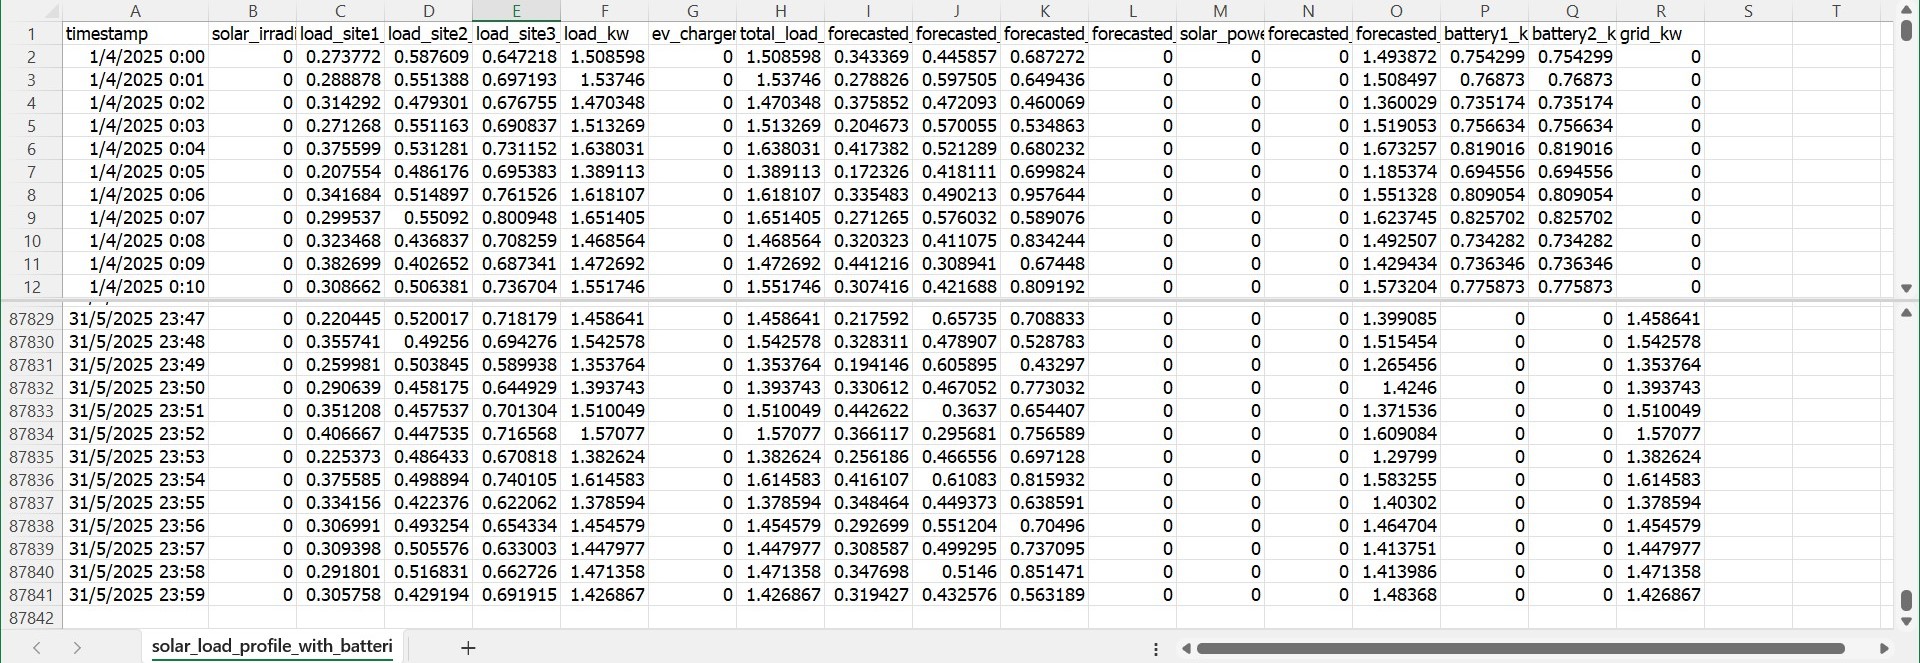 A B C D E F G H I J K L M N O P Q R S T
1 timestamp solar_irradi load_site1_ load_site2_ load_site3_ load_kw ev_charger total_load_ forecasted_ forecasted_ forecasted_ forecasted_ solar_powe forecasted_ forecasted_ battery1_k battery2_k grid_kw
2 1/4/2025 0:00 0 0.273772 0.587609 0.647218 1.508598 0 1.508598 0.343369 0.445857 0.687272 0 0 0 1.493872 0.754299 0.754299 0
3 1/4/2025 0:01 0 0.288878 0.551388 0.697193 1.53746 0 1.53746 0.278826 0.597505 0.649436 0 0 0 1.508497 0.76873 0.76873 0
4 1/4/2025 0:02 0 0.314292 0.479301 0.676755 1.470348 0 1.470348 0.375852 0.472093 0.460069 0 0 0 1.360029 0.735174 0.735174 0
5 1/4/2025 0:03 0 0.271268 0.551163 0.690837 1.513269 0 1.513269 0.204673 0.570055 0.534863 0 0 0 1.519053 0.756634 0.756634 0
6 1/4/2025 0:04 0 0.375599 0.531281 0.731152 1.638031 0 1.638031 0.417382 0.521289 0.680232 0 0 0 1.673257 0.819016 0.819016 0
7 1/4/2025 0:05 0 0.207554 0.486176 0.695383 1.389113 0 1.389113 0.172326 0.418111 0.699824 0 0 0 1.185374 0.694556 0.694556 0
8 1/4/2025 0:06 0 0.341684 0.514897 0.761526 1.618107 0 1.618107 0.335483 0.490213 0.957644 0 0 0 1.551328 0.809054 0.809054 0
9 1/4/2025 0:07 0 0.299537 0.55092 0.800948 1.651405 0 1.651405 0.271265 0.576032 0.589076 0 0 0 1.623745 0.825702 0.825702 0
10 1/4/2025 0:08 0 0.323468 0.436837 0.708259 1.468564 0 1.468564 0.320323 0.411075 0.834244 0 0 0 1.492507 0.734282 0.734282 0
11 1/4/2025 0:09 0 0.382699 0.402652 0.687341 1.472692 0 1.472692 0.441216 0.308941 0.67448 0 0 0 1.429434 0.736346 0.736346 0
12 1/4/2025 0:10 0 0.308662 0.506381 0.736704 1.551746 0 1.551746 0.307416 0.421688 0.809192 0 0 0 1.573204 0.775873 0.775873 0
87829 31/5/2025 23:47 0 0.220445 0.520017 0.718179 1.458641 0 1.458641 0.217592 0.65735 0.708833 0 0 0 1.399085 0 0 1.458641
87830 31/5/2025 23:48 0 0.355741 0.49256 0.694276 1.542578 0 1.542578 0.328311 0.478907 0.528783 0 0 0 1.515454 0 0 1.542578
87831 31/5/2025 23:49 0 0.259981 0.503845 0.589938 1.353764 0 1.353764 0.194146 0.605895 0.43297 0 0 0 1.265456 0 0 1.353764
87832 31/5/2025 23:50 0 0.290639 0.458175 0.644929 1.393743 0 1.393743 0.330612 0.467052 0.773032 0 0 0 1.4246 0 0 1.393743
87833 31/5/2025 23:51 0 0.351208 0.457537 0.701304 1.510049 0 1.510049 0.442622 0.3637 0.654407 0 0 0 1.371536 0 0 1.510049
87834 31/5/2025 23:52 0 0.406667 0.447535 0.716568 1.57077 0 1.57077 0.366117 0.295681 0.756589 0 0 0 1.609084 0 0 1.57077
87835 31/5/2025 23:53 0 0.225373 0.486433 0.670818 1.382624 0 1.382624 0.256186 0.466556 0.697128 0 0 0 1.29799 0 0 1.382624
87836 31/5/2025 23:54 0 0.375585 0.498894 0.740105 1.614583 0 1.614583 0.416107 0.61083 0.815932 0 0 0 1.583255 0 0 1.614583
87837 31/5/2025 23:55 0 0.334156 0.422376 0.622062 1.378594 0 1.378594 0.348464 0.449373 0.638591 0 0 0 1.40302 0 0 1.378594
87838 31/5/2025 23:56 0 0.306991 0.493254 0.654334 1.454579 0 1.454579 0.292699 0.551204 0.70496 0 0 0 1.464704 0 0 1.454579
87839 31/5/2025 23:57 0 0.309398 0.505576 0.633003 1.447977 0 1.447977 0.308587 0.499295 0.737095 0 0 0 1.413751 0 0 1.447977
87840 31/5/2025 23:58 0 0.291801 0.516831 0.662726 1.471358 0 1.471358 0.347698 0.5146 0.851471 0 0 0 1.413986 0 0 1.471358
87841 31/5/2025 23:59 0 0.305758 0.429194 0.691915 1.426867 0 1.426867 0.319427 0.432576 0.563189 0 0 0 1.48368 0 0 1.426867
87842
solar_load_profile_with_batteri +